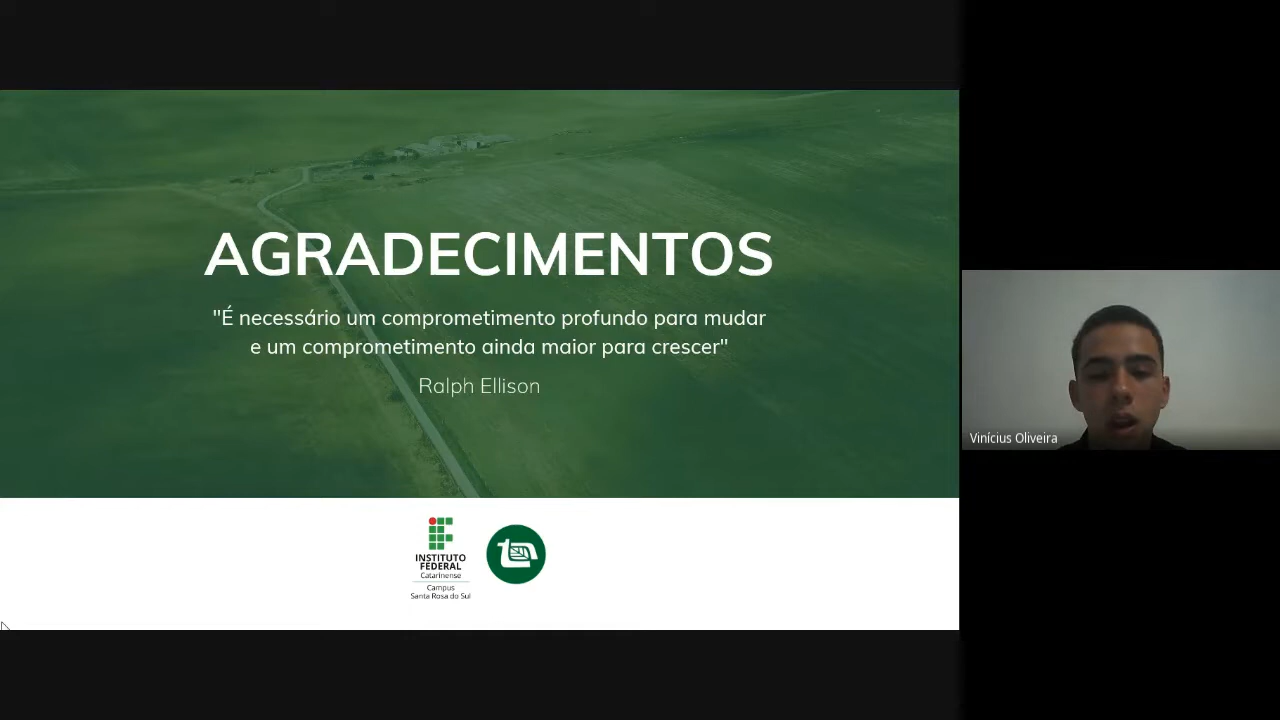 AGRADECIMENTOS
"É necessário um comprometimento profundo para mudar
e um comprometimento ainda maior para crescer"
Ralph Ellison
INSTITUTO
FEDERAL
Catarinense
Campus
Santa Rosa do Sul
Vinícius Oliveira